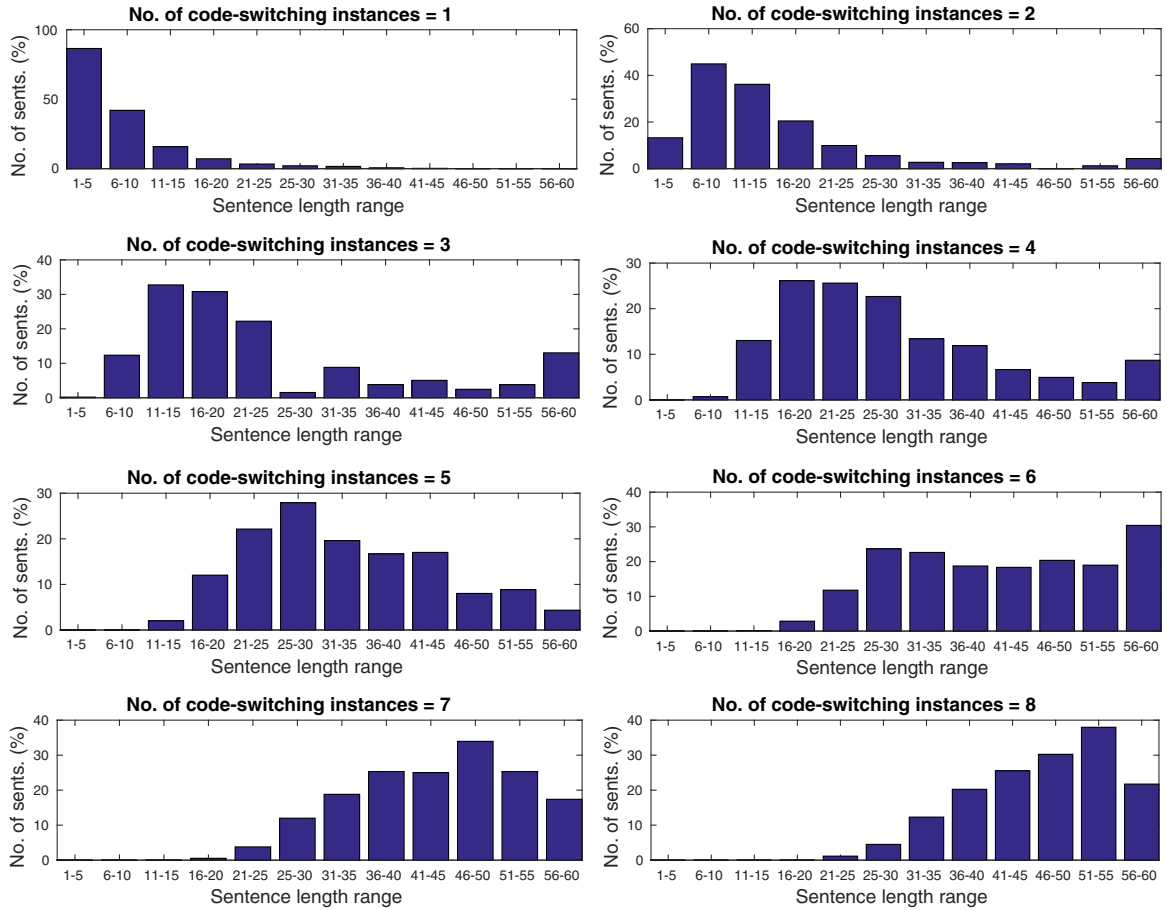 No. of code-switching instances = 1
No. of sents. (%)
100
50
0
1-5 6-10 11-15 16-20 21-25 25-30 31-35 36-40 41-45 46-50 51-55 56-60
Sentence length range
No. of code-switching instances = 2
No. of sents. (%)
60
40
20
0
1-5 6-10 11-15 16-20 21-25 25-30 31-35 36-40 41-45 46-50 51-55 56-60
Sentence length range
No. of code-switching instances = 3
No. of sents. (%)
40
30
20
10
0
1-5 6-10 11-15 16-20 21-25 25-30 31-35 36-40 41-45 46-50 51-55 56-60
Sentence length range
No. of code-switching instances = 4
No. of sents. (%)
30
20
10
0
1-5 6-10 11-15 16-20 21-25 25-30 31-35 36-40 41-45 46-50 51-55 56-60
Sentence length range
No. of code-switching instances = 5
No. of sents. (%)
30
20
10
0
1-5 6-10 11-15 16-20 21-25 25-30 31-35 36-40 41-45 46-50 51-55 56-60
Sentence length range
No. of code-switching instances = 6
No. of sents. (%)
40
30
20
10
0
1-5 6-10 11-15 16-20 21-25 25-30 31-35 36-40 41-45 46-50 51-55 56-60
Sentence length range
No. of code-switching instances = 7
No. of sents. (%)
40
30
20
10
0
1-5 6-10 11-15 16-20 21-25 25-30 31-35 36-40 41-45 46-50 51-55 56-60
Sentence length range
No. of code-switching instances = 8
No. of sents. (%)
40
30
20
10
0
1-5 6-10 11-15 16-20 21-25 25-30 31-35 36-40 41-45 46-50 51-55 56-60
Sentence length range